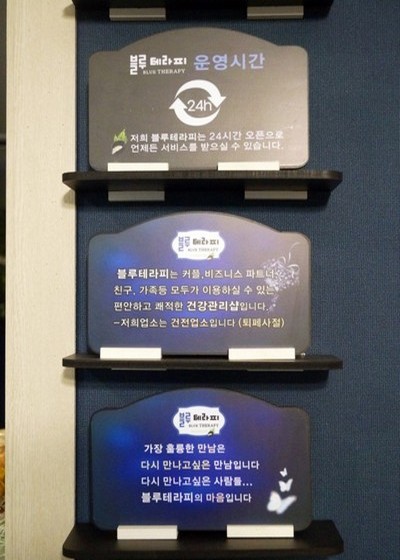 블루테라피 운영시간
BLUE THERAPY
24h
저희 블루테라피는 24시간 오픈으로
언제든 서비스를 받으실 수 있습니다.
블루테라피
BLUE THERAPY
블루테라피는 커플,비즈니스 파트너
친구, 가족등 모두가 이용하실 수 있는
편안하고 쾌적한 건강관리샵입니다.
-저희업소는 건전업소입니다 (퇴폐사절)
블루테라피
BLUE THERAPY
가장 훌륭한 만남은
다시 만나고싶은 만남입니다
다시 만나고싶은 사람들...
블루테라피의 마음입니다